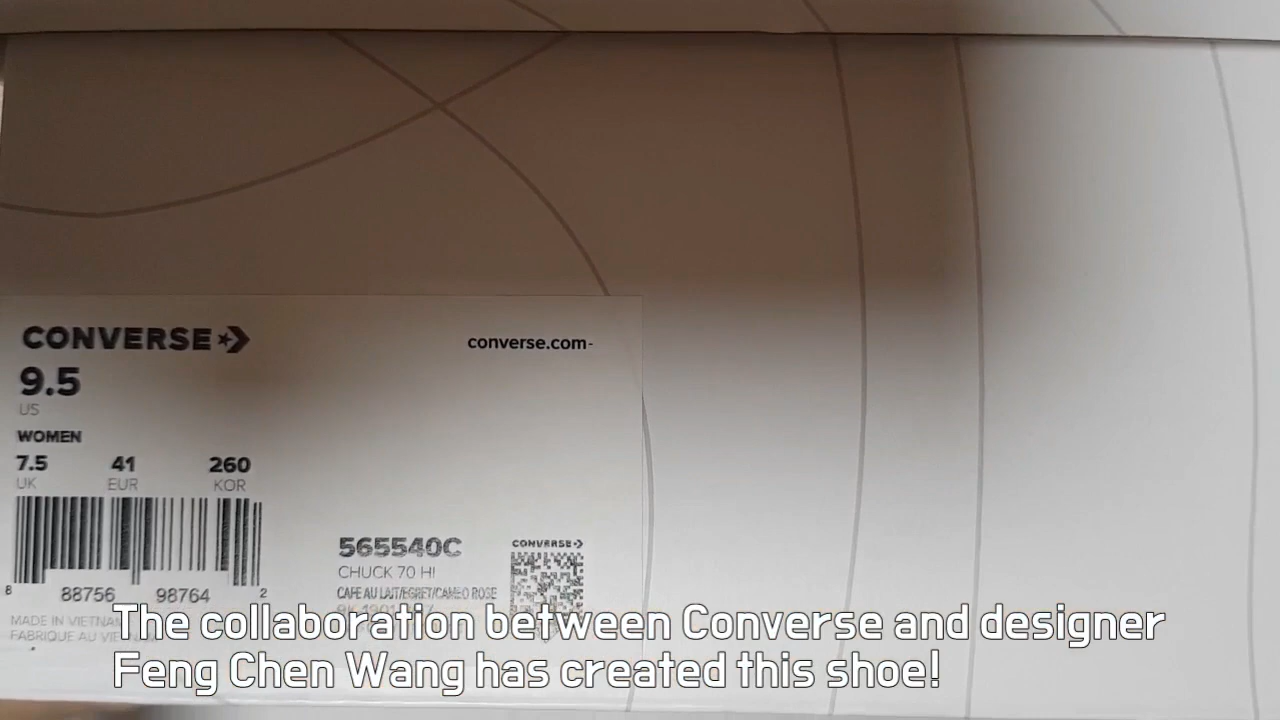 CONVERSE
converse.com-
9.5
US
WOMEN
7.5 41 260
UK EUR KOR
565540C
CONVERSE
CHUCK 70 HI
CAFE AU LAIT/EGRET/CAMEO ROSE
8 88756 98764 2
MADE IN
FABRIQUE AU
The collaboration between Converse and designer
Feng Chen Wang has created this shoe!